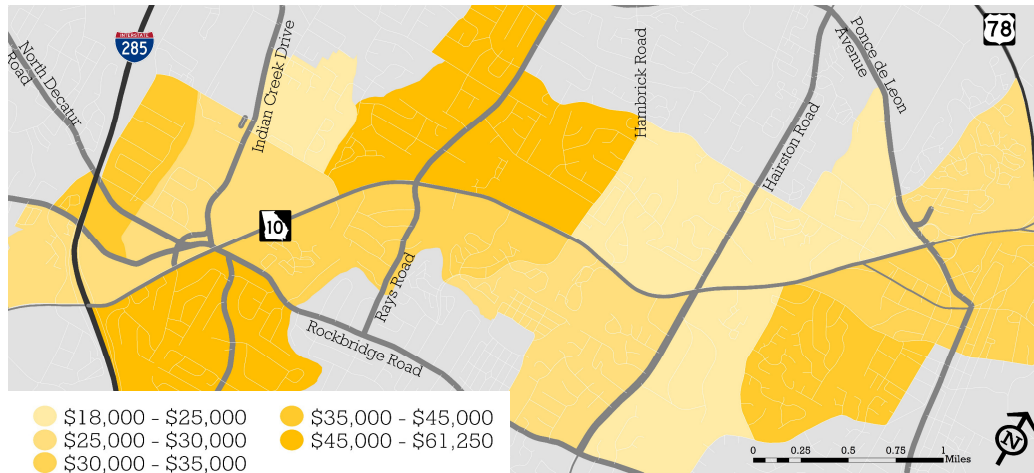 INTERSTATE
285
North Decatur
Road
Indian Creek Drive
Hambrick Road
Ponce de Leon
Avenue
78
Hairston Road
10
Rays Road
Rockbridge Road
$18,000 - $25,000
$25,000 - $30,000
$30,000 - $35,000
$35,000 - $45,000
$45,000 - $61,250
0 0.25 0.5 0.75 1
Miles
N